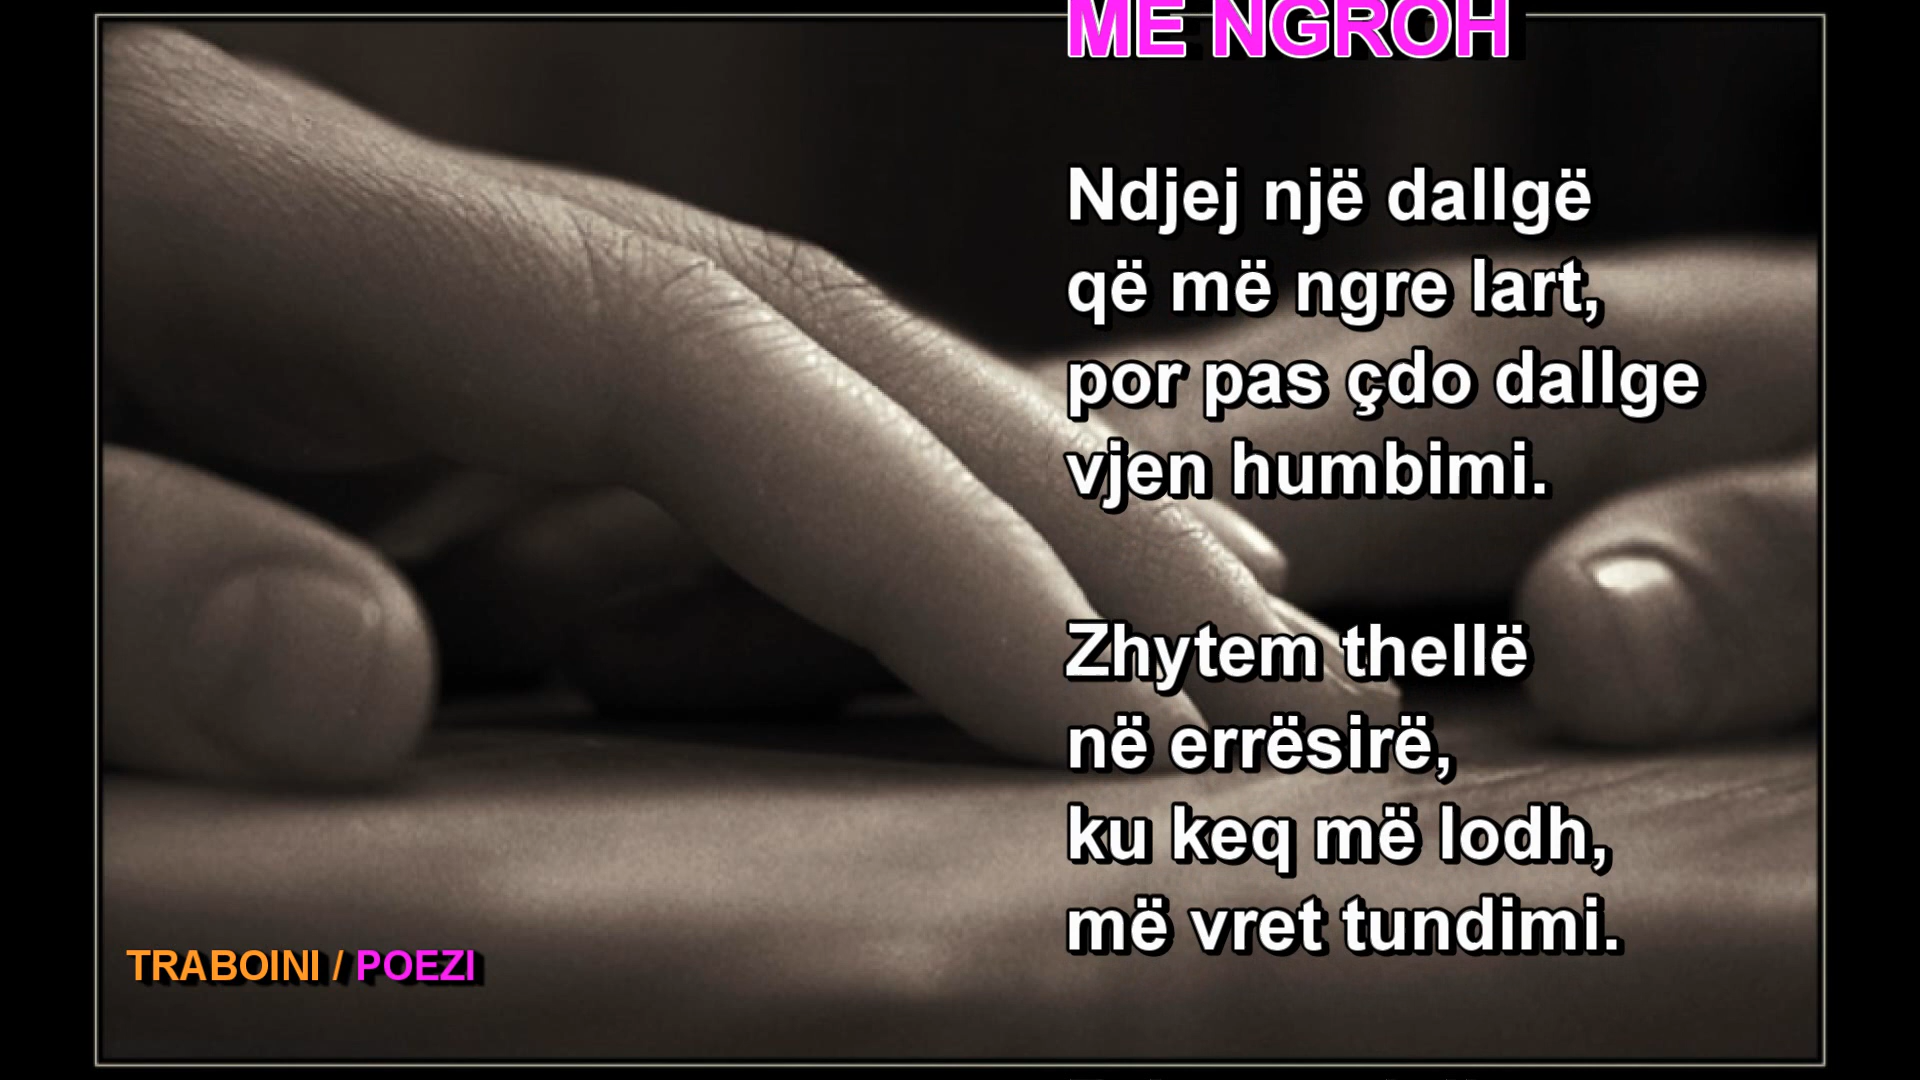 ME NGROH
Ndjej një dallgë
që më ngre lart,
por pas çdo dallge
vjen humbimi.
Zhytem thellë
në errësirë,
ku keq më lodh,
më vret tundimi.
TRABOINI / POEZI